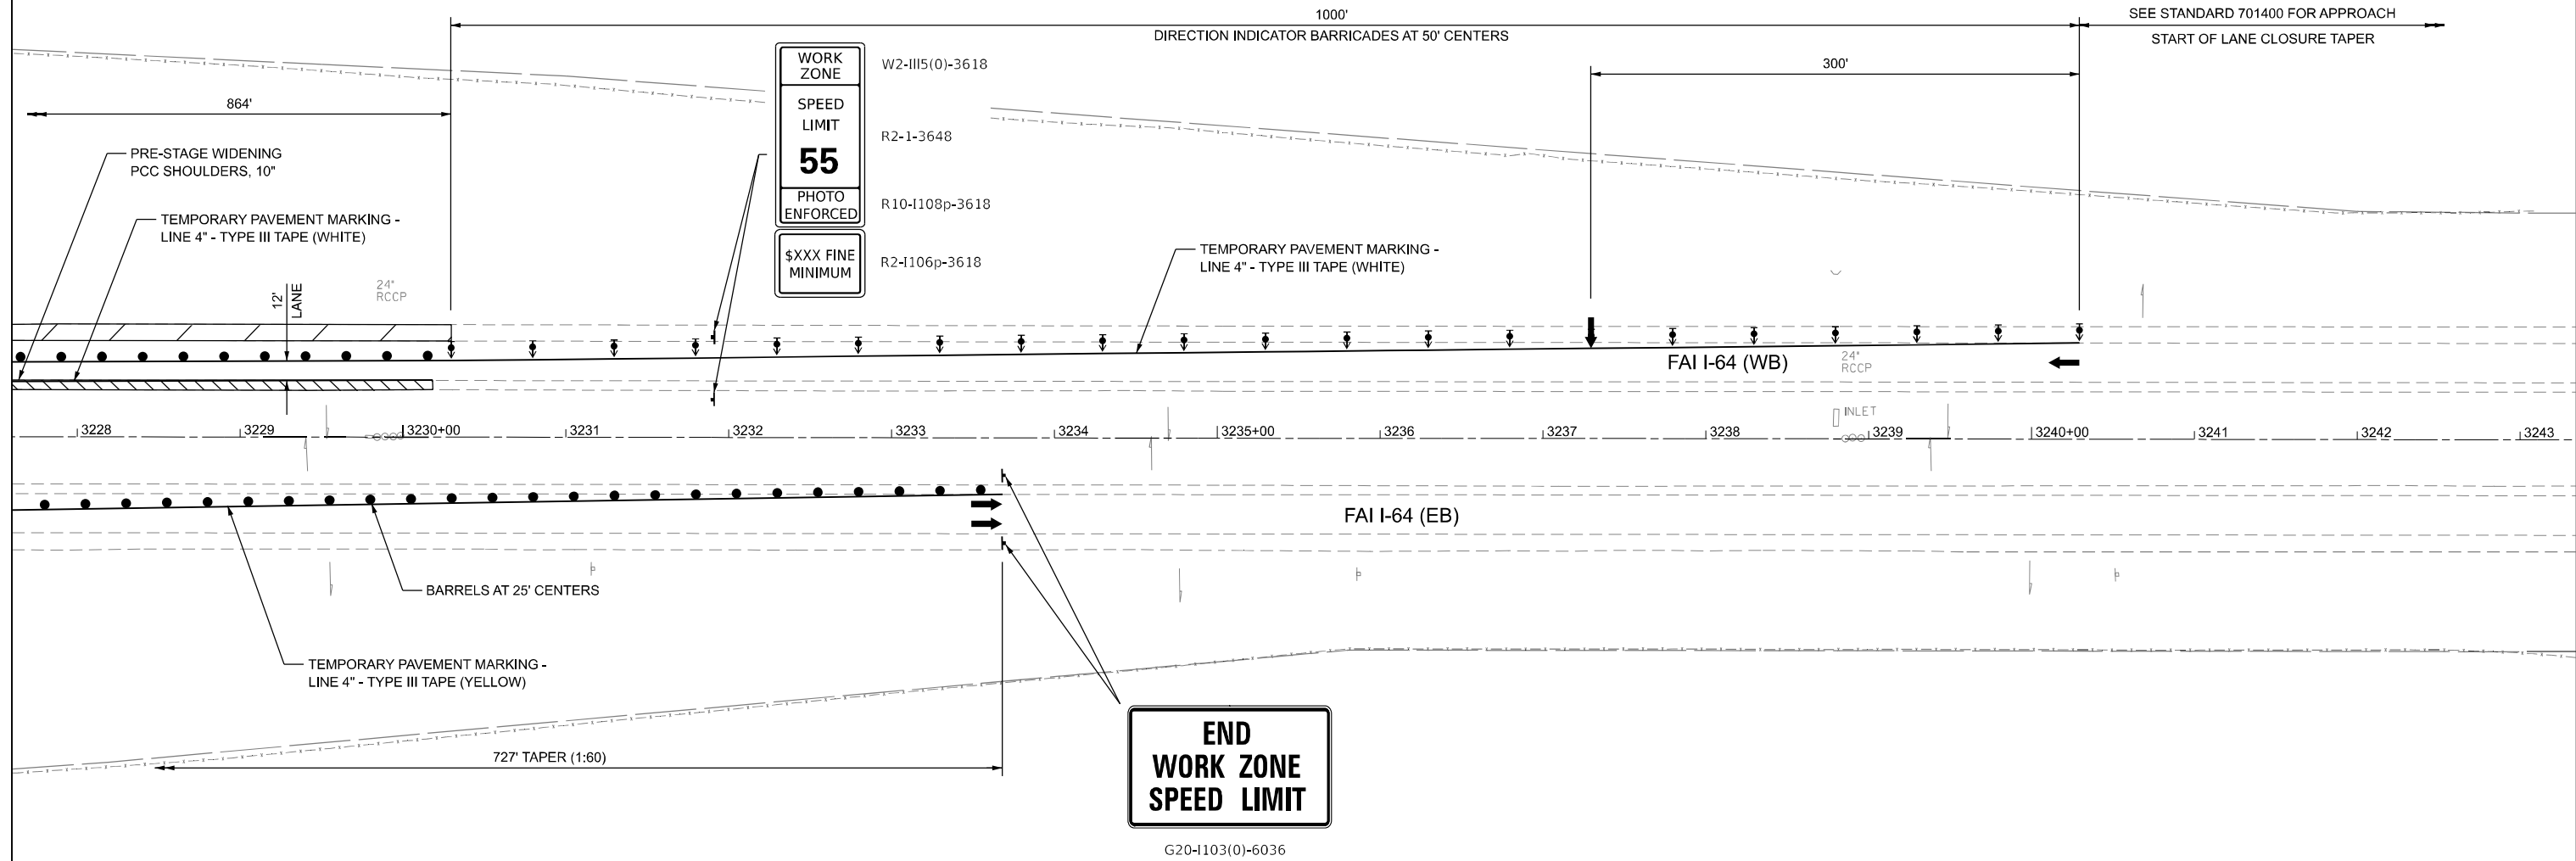 1000'
DIRECTION INDICATOR BARRICADES AT 50' CENTERS
SEE STANDARD 701400 FOR APPROACH
START OF LANE CLOSURE TAPER
300'
864'
WORK
ZONE
SPEED
LIMIT
55
PHOTO
ENFORCED
$XXX FINE
MINIMUM
W2-III5(0)-3618
R2-1-3648
R10-I108p-3618
R2-I106p-3618
PRE-STAGE WIDENING
PCC SHOULDERS, 10"
TEMPORARY PAVEMENT MARKING -
LINE 4" - TYPE III TAPE (WHITE)
TEMPORARY PAVEMENT MARKING -
LINE 4" - TYPE III TAPE (WHITE)
12'
LANE
24"
RCCP
FAI I-64 (WB)
24"
RCCP
INLET
3228
3229
3230+00
3231
3232
3233
3234
3235+00
3236
3237
3238
3239
3240+00
3241
3242
3243
FAI I-64 (EB)
BARRELS AT 25' CENTERS
TEMPORARY PAVEMENT MARKING -
LINE 4" - TYPE III TAPE (YELLOW)
727' TAPER (1:60)
END
WORK ZONE
SPEED LIMIT
G20-I103(0)-6036